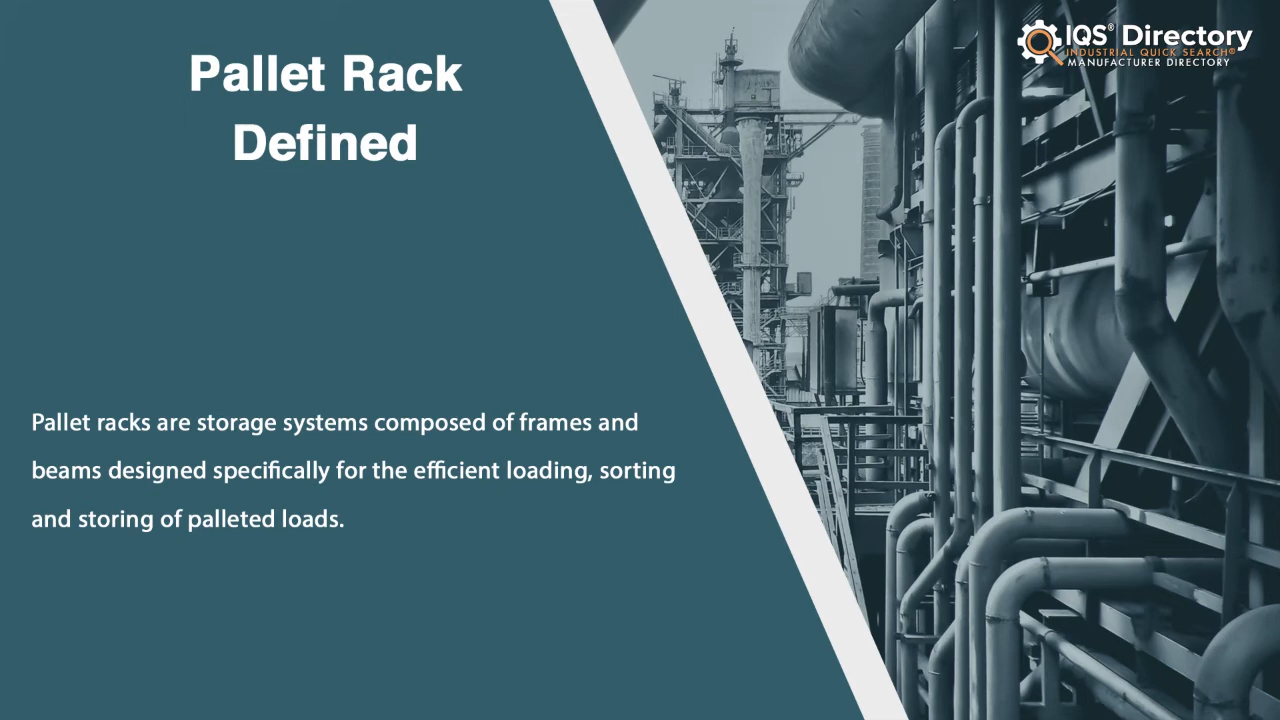 Pallet Rack
Defined
IQS® Directory
INDUSTRIAL QUICK SEARCH®
MANUFACTURER DIRECTORY
Pallet racks are storage systems composed of frames and
beams designed specifically for the efficient loading, sorting
and storing of palleted loads.